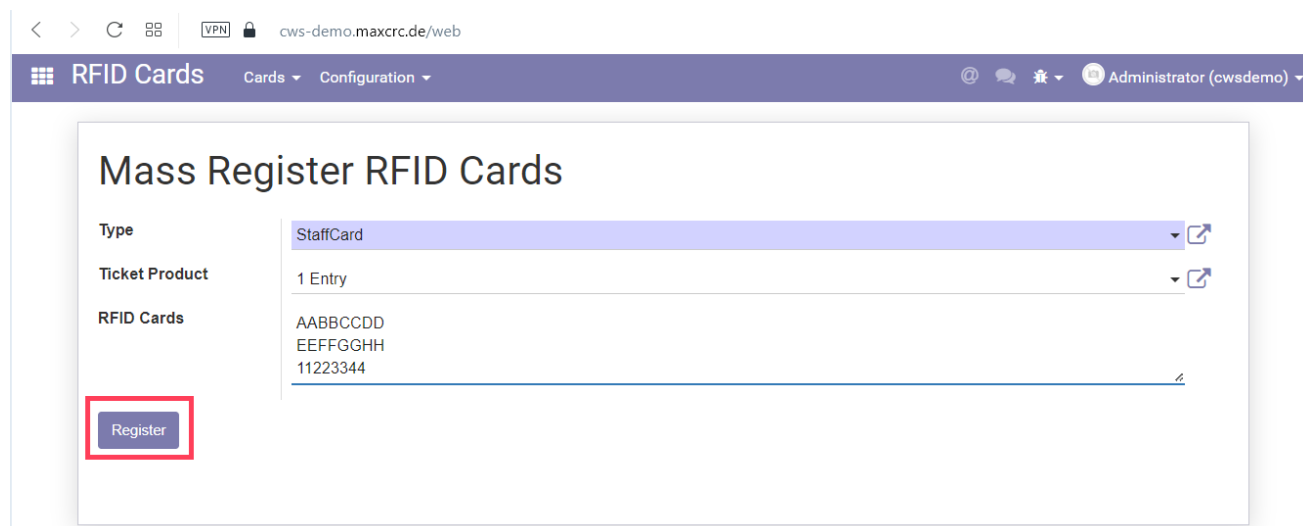 VPN cws-demo.maxcrc.de/web
RFID Cards Cards Configuration @ Administrator (cwsdemo)
Mass Register RFID Cards
Type StaffCard
Ticket Product 1 Entry
RFID Cards AABBCCDD
EEFFGGHH
11223344
Register